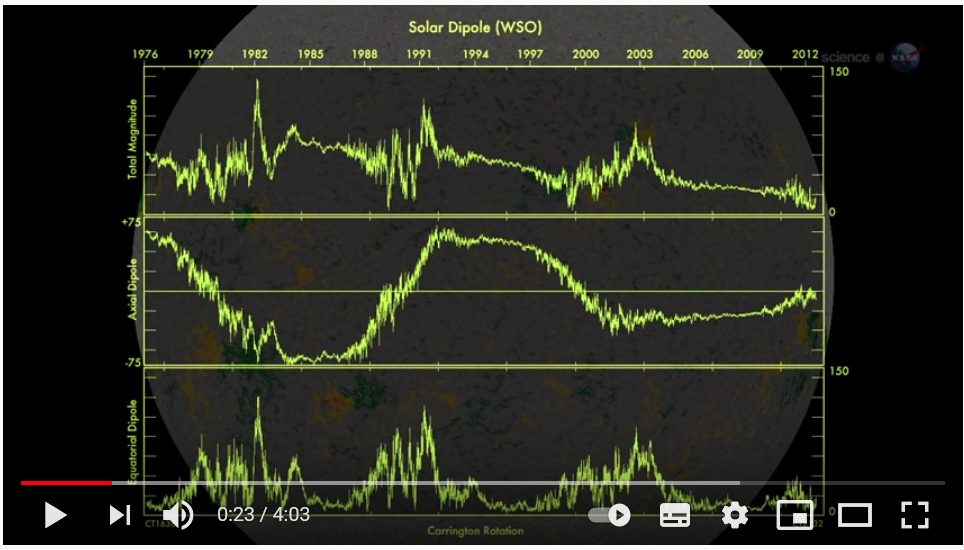 Solar Dipole (WSO)
1976 1979 1982 1985 1988 1991 1994 1997 2000 2003 2006 2009 2012
science @ NASA
150
Total Magnitude
0
+75
Axial Dipole
-75
150
Equatorial Dipole
0
Carrington Rotation
0:23 / 4:03